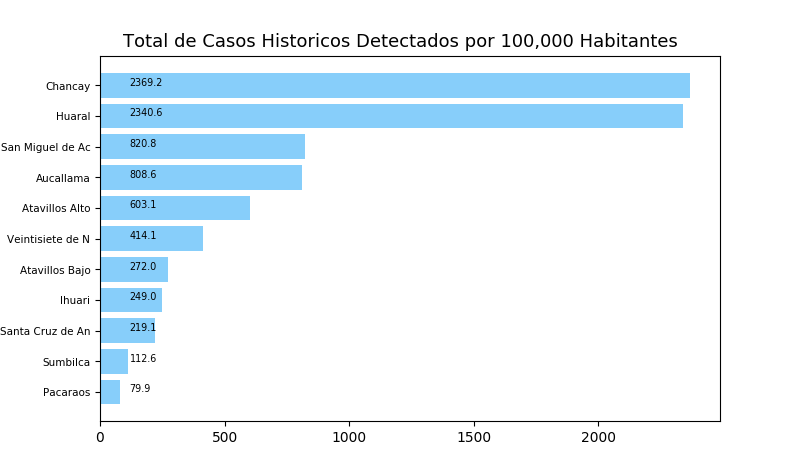 Total de Casos Historicos Detectados por 100,000 Habitantes
Chancay 2369.2
Huaral 2340.6
San Miguel de Ac 820.8
Aucallama 808.6
Atavillos Alto 603.1
Veintisiete de N 414.1
Atavillos Bajo 272.0
Ihuari 249.0
Santa Cruz de An 219.1
Sumbilca 112.6
Pacaraos 79.9
0 500 1000 1500 2000